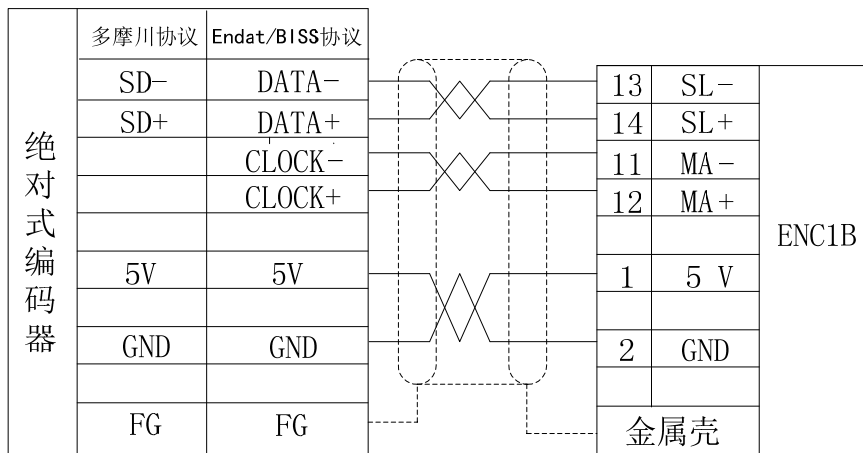 多摩川协议 Endat/BISS协议
SD- DATA- 13 SL-
SD+ DATA+ 14 SL+
CLOCK- 11 MA-
CLOCK+ 12 MA+
绝对式编码器
ENC1B
5V 5V 1 5 V
GND GND 2 GND
FG FG 金属壳